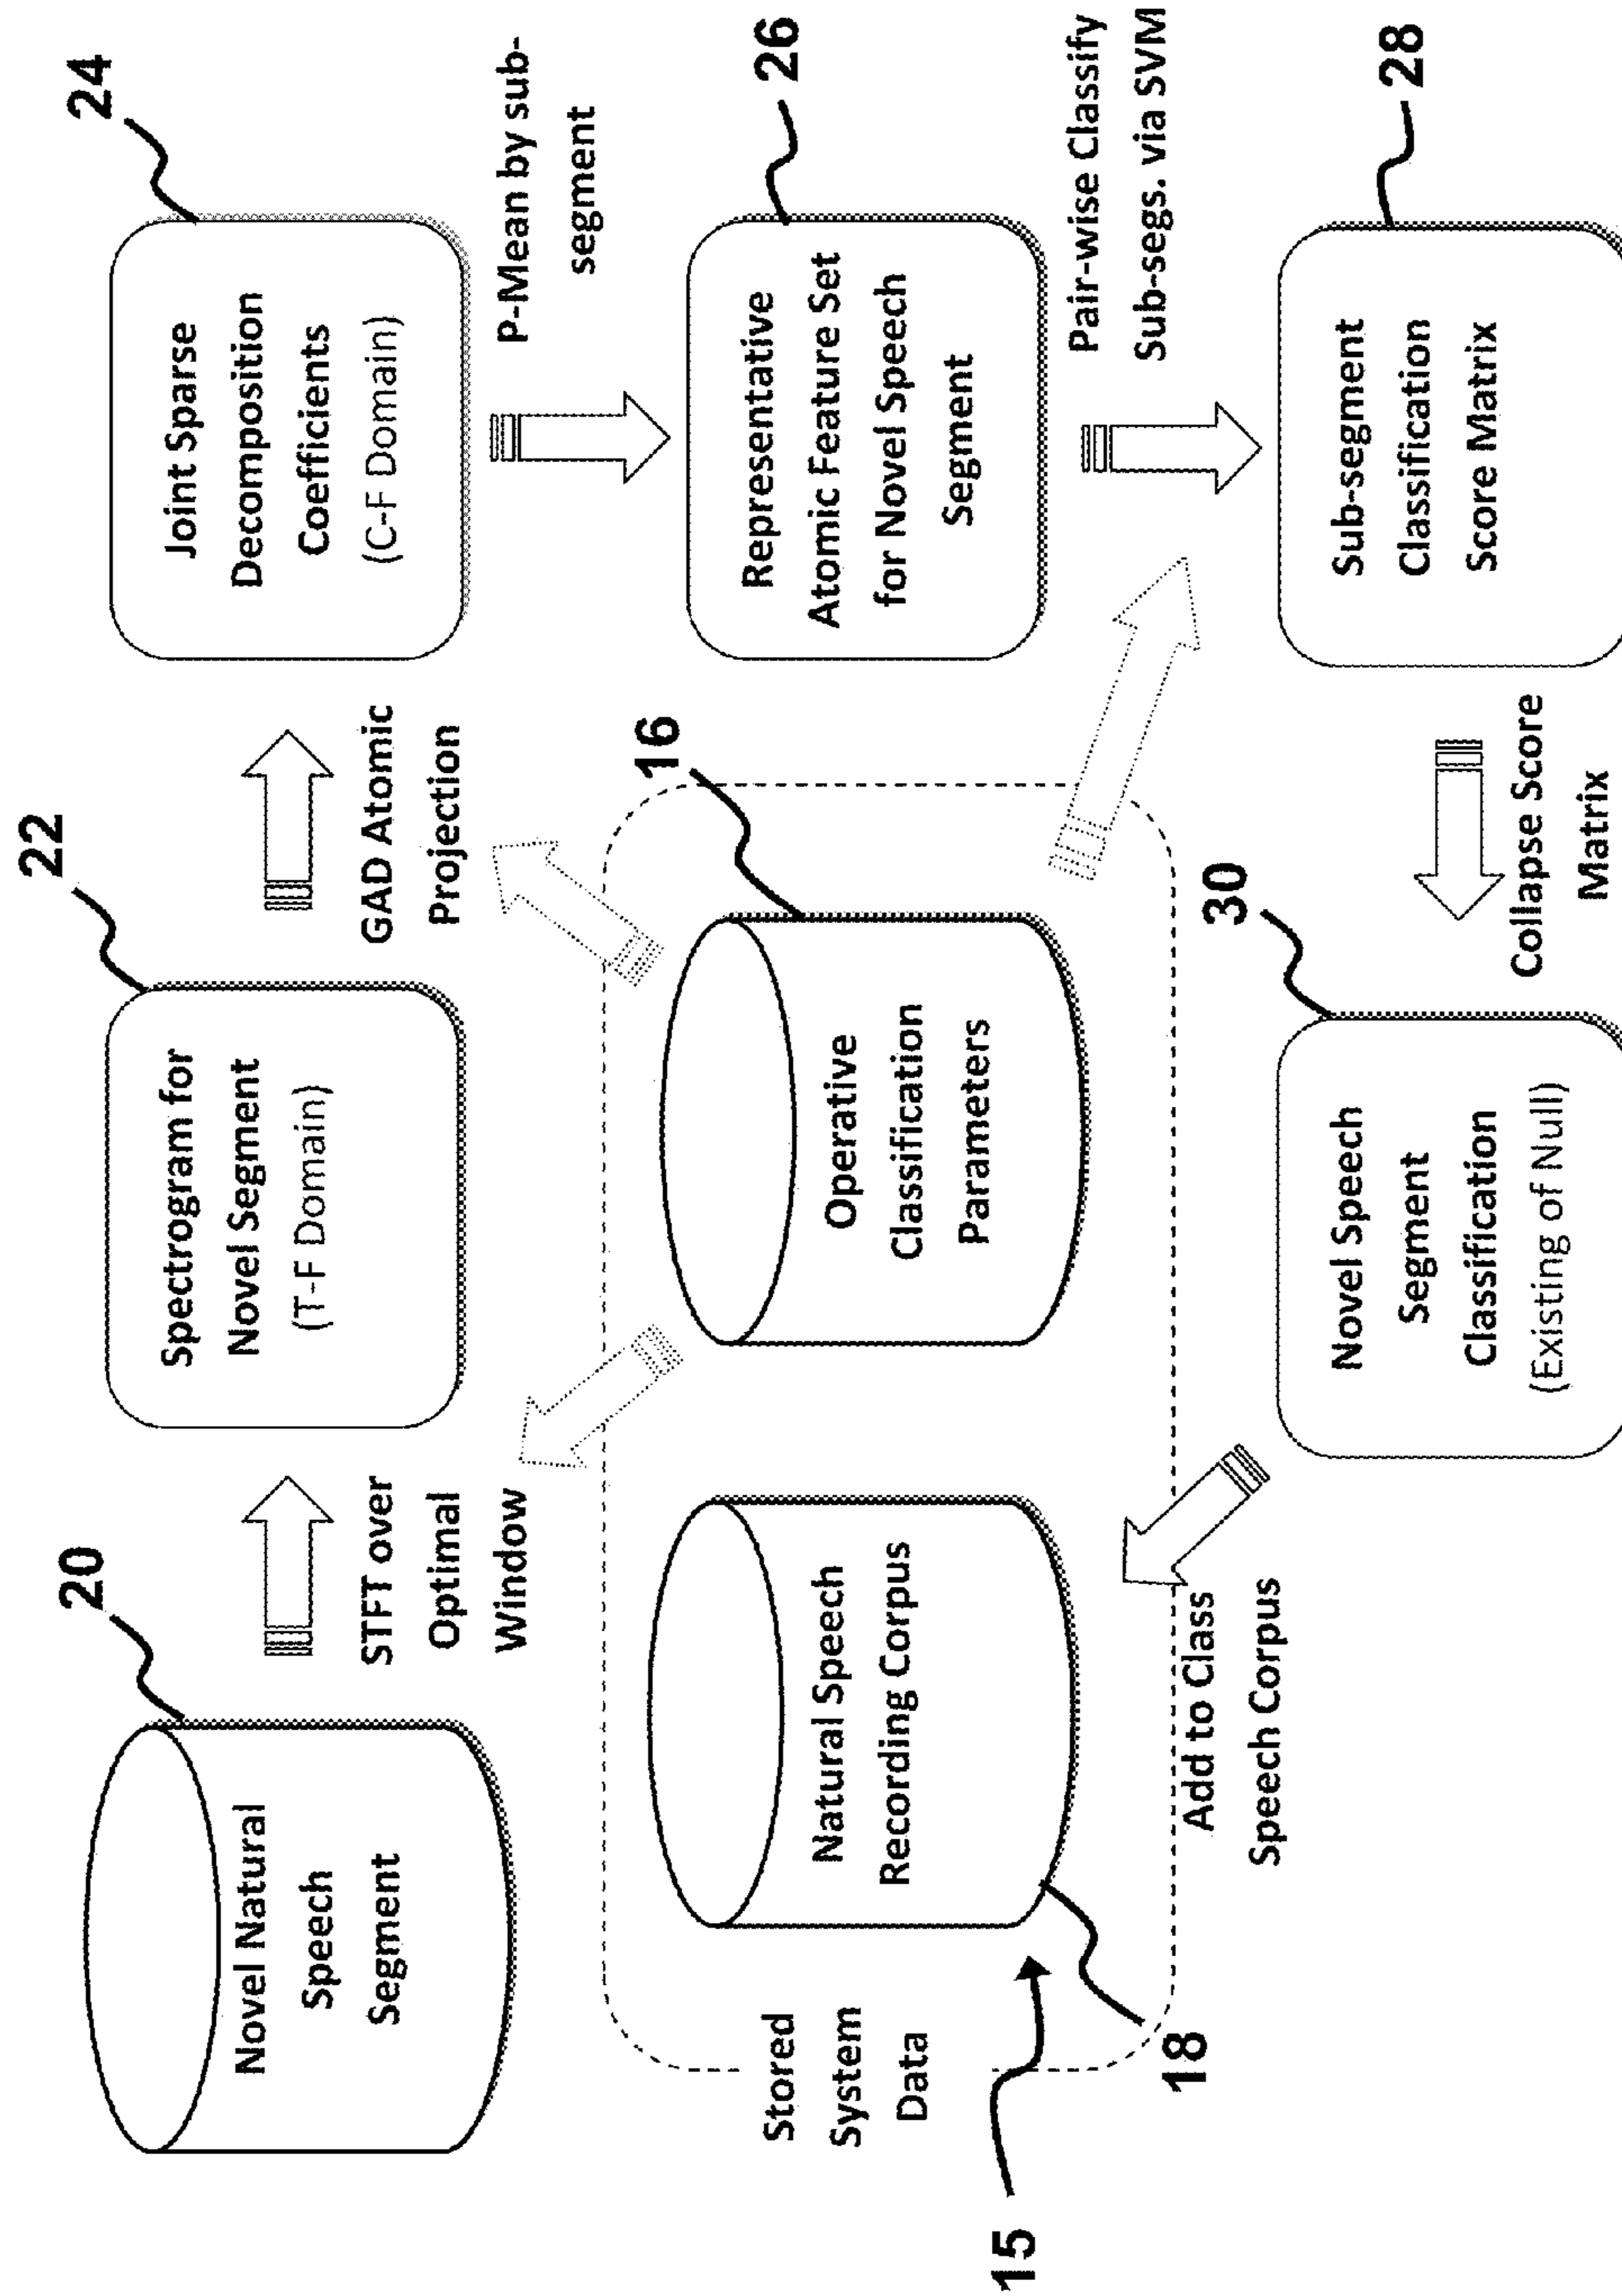 20
Novel Natural
Speech
Segment
STFT over
Optimal
Window
22
Spectrogram for
Novel Segment
(T-F Domain)
GAD Atomic
Projection
24
Joint Sparse
Decomposition
Coefficients
(C-F Domain)
P-Mean by sub-
segment
26
Representative
Atomic Feature Set
for Novel Speech
Segment
Pair-wise Classify
Sub-segs. via SVM
28
Sub-segment
Classification
Score Matrix
Collapse Score
Matrix
30
Novel Speech
Segment
Classification
(Existing of Null)
Add to Class
Speech Corpus
Stored
System
Data
15
18
Natural Speech
Recording Corpus
16
Operative
Classification
Parameters